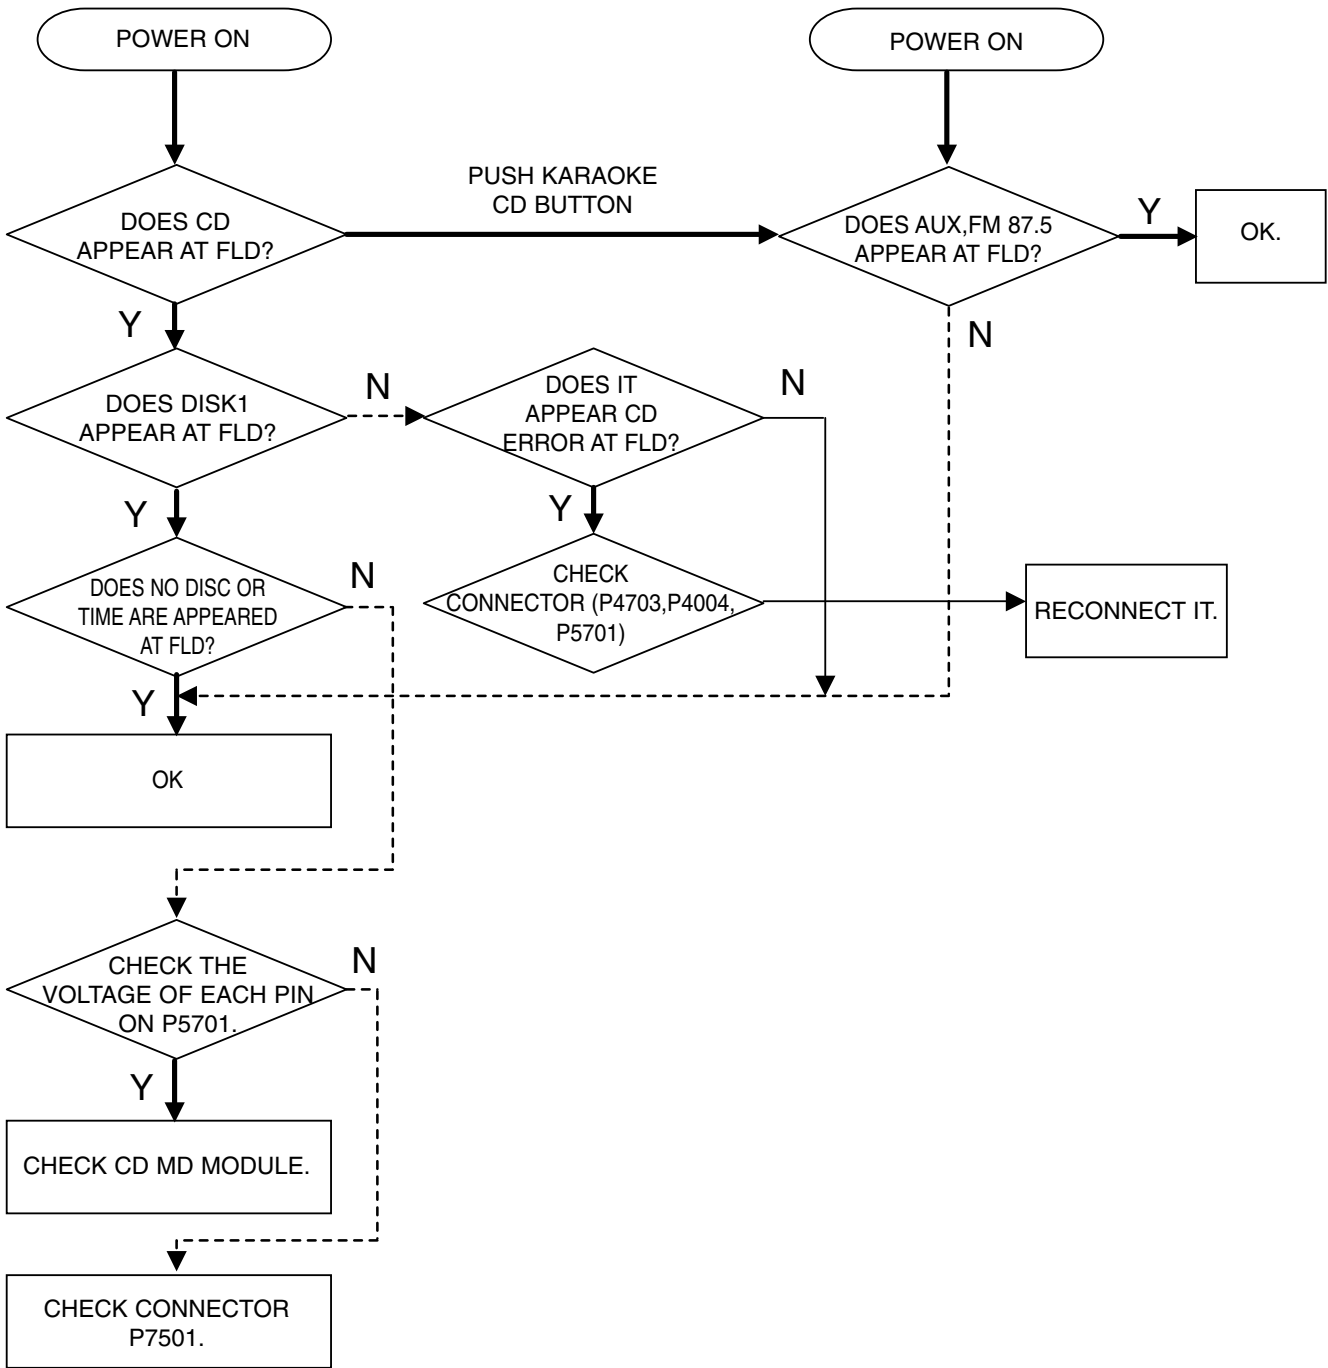 POWER ON
POWER ON
PUSH KARAOKE
CD BUTTON
DOES CD
APPEAR AT FLD?
DOES AUX,FM 87.5
APPEAR AT FLD?
Y
OK.
Y
N
DOES DISK1
APPEAR AT FLD?
N
DOES IT
APPEAR CD
ERROR AT FLD?
N
Y
Y
DOES NO DISC OR
TIME ARE APPEARED
AT FLD?
N
CHECK
CONNECTOR (P4703,P4004,
P5701)
RECONNECT IT.
Y
OK
CHECK THE
VOLTAGE OF EACH PIN
ON P5701.
N
Y
CHECK CD MD MODULE.
CHECK CONNECTOR
P7501.